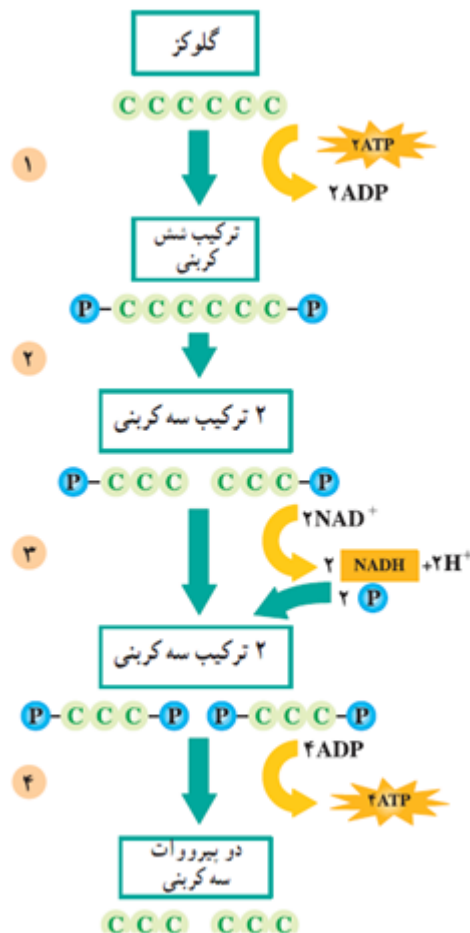 گلوکز
C C C C C C
۱
۲ATP
۲ADP
ترکیب شش
کربنی
P-C C C C C C-P
۲
۲ ترکیب سه کربنی
P-C C C C C C-P
۳
۲NAD+
۲ NADH +۲H+
۲ P
۲ ترکیب سه کربنی
P-C C C-P P-C C C-P
۴
۴ADP
۴ATP
دو پیرووات
سه کربنی
C C C C C C